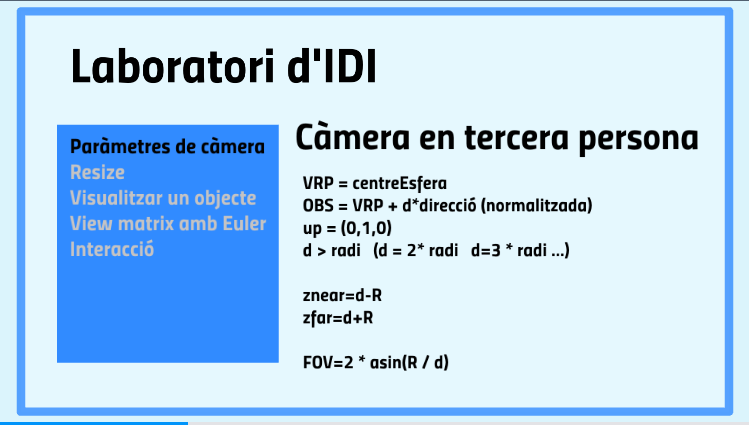 Laboratori d'IDI
Paràmetres de càmera
Resize
Visualitzar un objecte
View matrix amb Euler
Interacció
Càmera en tercera persona
VRP = centreEsfera
OBS = VRP + d*direcció (normalitzada)
up = (0,1,0)
d > radi (d = 2* radi d=3 * radi ...)
znear=d-R
zfar=d+R
FOV=2 * asin(R / d)